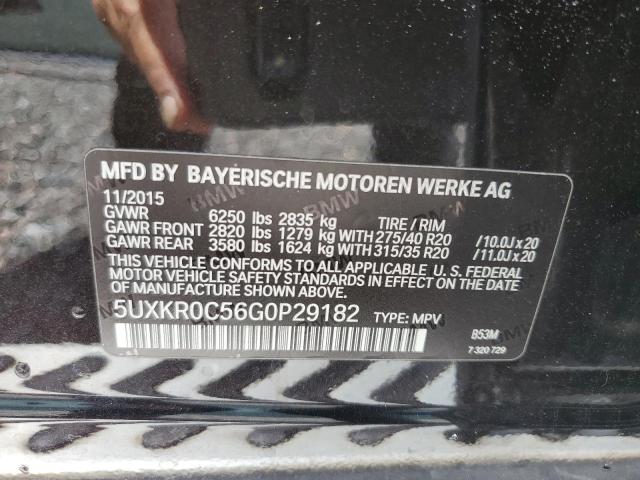 MFD BY BAYERISCHE MOTOREN WERKE AG
11/2015
GVWR 6250 lbs 2835 kg TIRE / RIM
GAWR FRONT 2820 lbs 1279 kg WITH 275/40 R20 /10.0J x 20
GAWR REAR 3580 lbs 1624 kg WITH 315/35 R20 /11.0J x 20
THIS VEHICLE CONFORMS TO ALL APPLICABLE U. S. FEDERAL
MOTOR VEHICLE SAFETY STANDARDS IN EFFECT ON THE DATE
OF MANUFACTURE SHOWN ABOVE.
5UXKR0C56G0P29182 TYPE: MPV
B53M
7 320 729